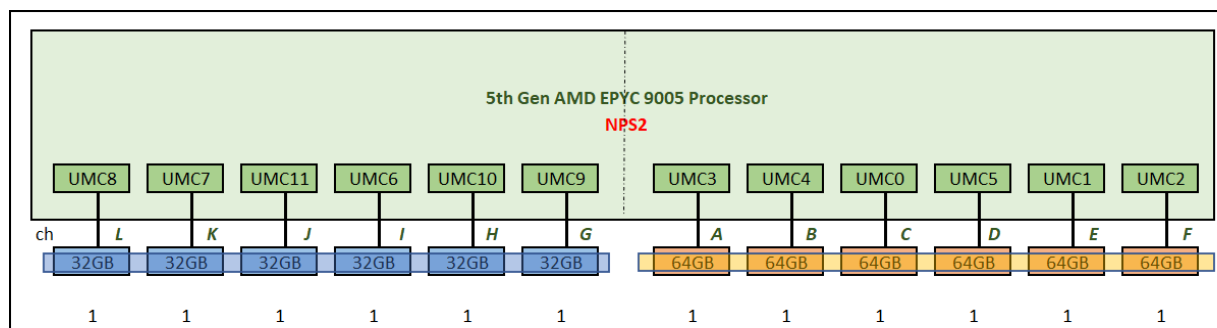 5th Gen AMD EPYC 9005 Processor
NPS2
UMC8 UMC7 UMC11 UMC6 UMC10 UMC9 UMC3 UMC4 UMC0 UMC5 UMC1 UMC2
ch L K J I H G A B C D E F
32GB 32GB 32GB 32GB 32GB 32GB 64GB 64GB 64GB 64GB 64GB 64GB
1 1 1 1 1 1 1 1 1 1 1 1